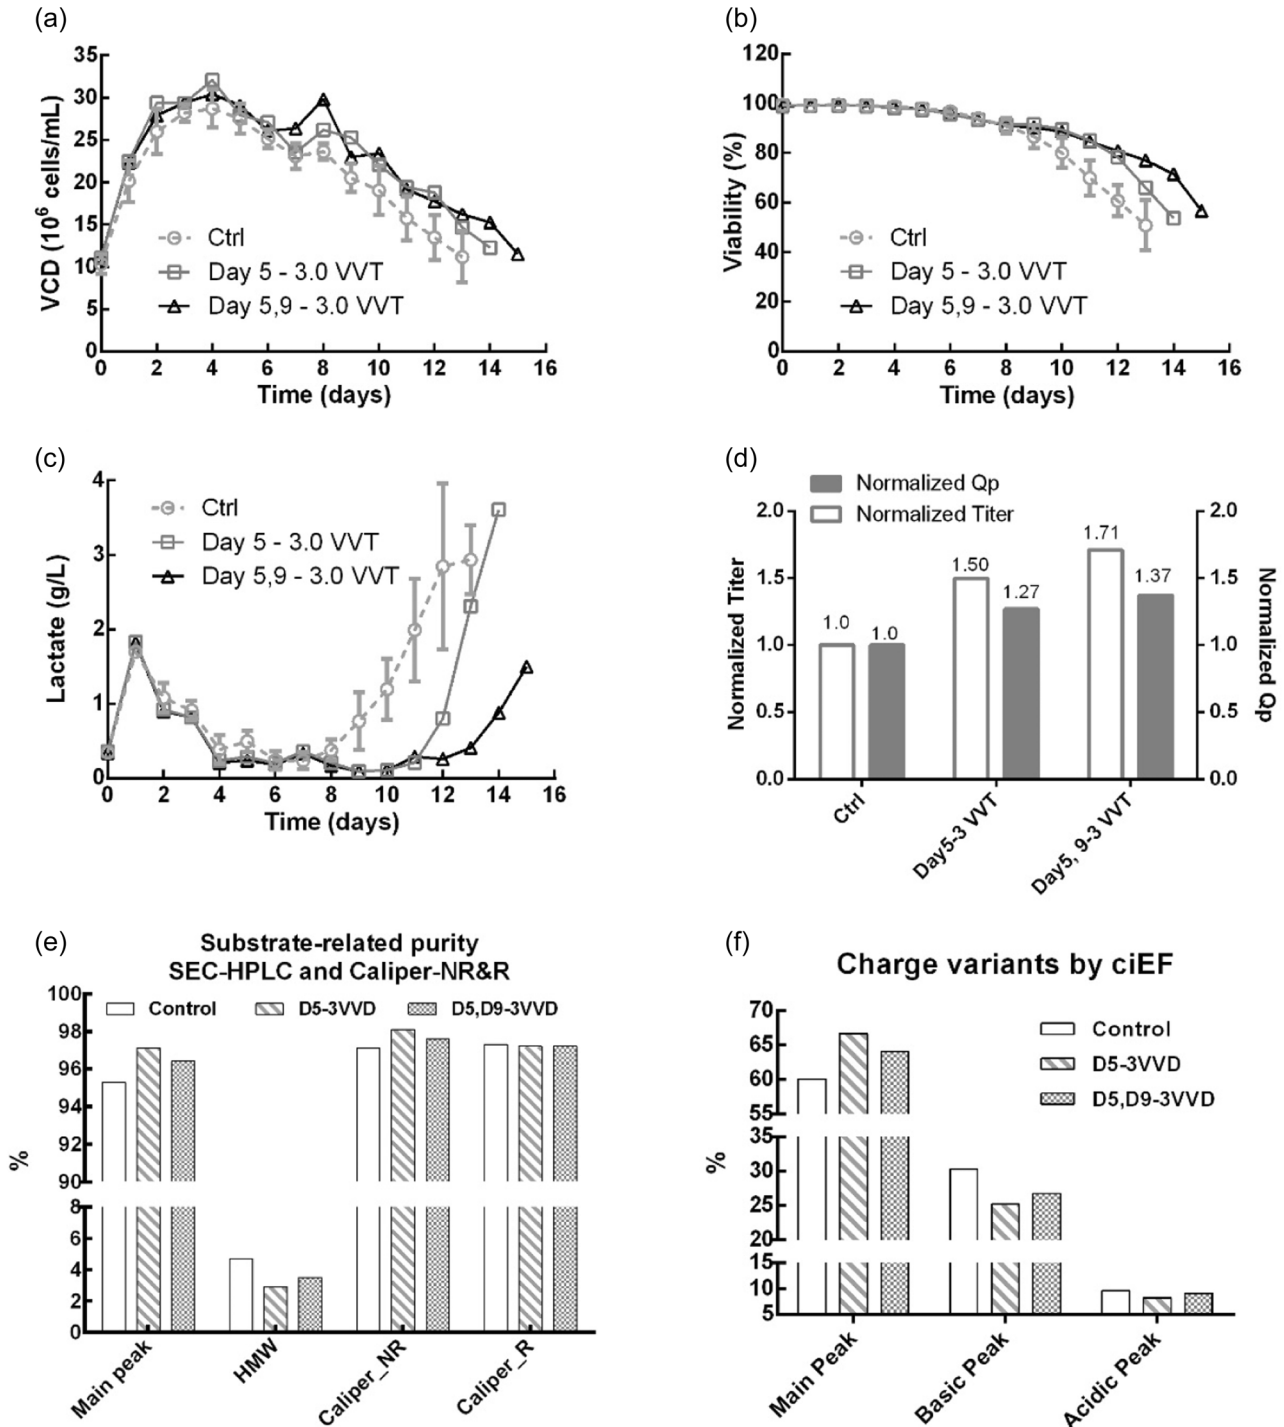 (a)
35
30
25
20
15
10
5
0
VCD (10⁶ cells/mL)
Ctrl
Day 5 - 3.0 VVT
Day 5,9 - 3.0 VVT
0 2 4 6 8 10 12 14 16
Time (days)
(b)
120
100
80
60
40
20
0
Viability (%)
Ctrl
Day 5 - 3.0 VVT
Day 5,9 - 3.0 VVT
0 2 4 6 8 10 12 14 16
Time (days)
(c)
4
3
2
1
0
Lactate (g/L)
Ctrl
Day 5 - 3.0 VVT
Day 5,9 - 3.0 VVT
0 2 4 6 8 10 12 14 16
Time (days)
(d)
Normalized Qp
Normalized Titer
2.0
1.5
1.0
0.5
0.0
Normalized Titer
1.0 1.0
1.50 1.27
1.71 1.37
2.0
1.5
1.0
0.5
0.0
Normalized Qp
Ctrl
Day5-3 VVT
Day5, 9-3 VVT
(e)
Substrate-related purity
SEC-HPLC and Caliper-NR&R
Control D5-3VVD D5,D9-3VVD
100
98
96
94
92
90
8
6
4
2
0
%
Main peak
HMW
Caliper_NR
Caliper_R
(f)
Charge variants by ciEF
Control
D5-3VVD
D5,D9-3VVD
70
65
60
55
35
30
25
20
15
10
5
%
Main Peak
Basic Peak
Acidic Peak